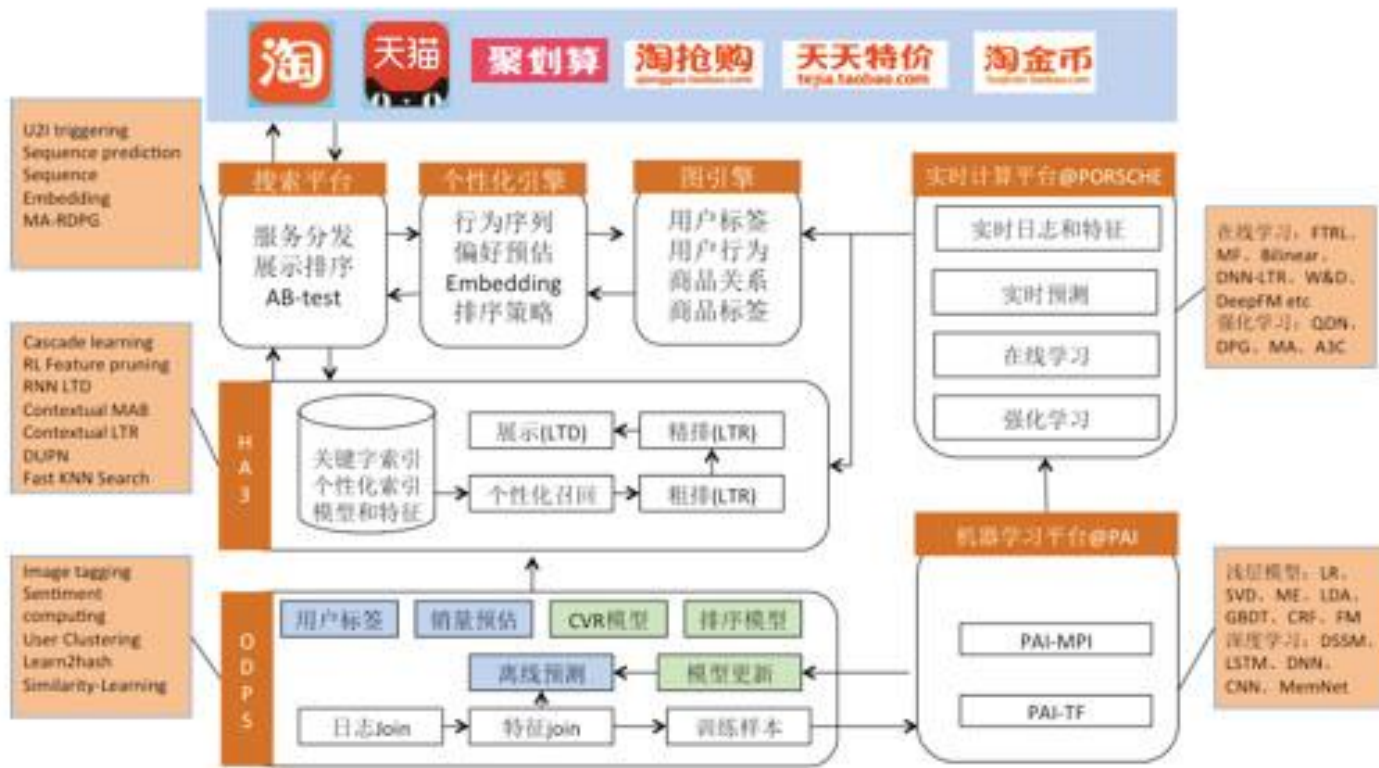 淘
天猫
聚划算
淘抢购
天天特价
tejia.taobao.com
淘金币
U2I triggering
Sequence prediction
Sequence
Embedding
MA-RDPG
搜索平台
服务分发
展示排序
AB-test
个性化引擎
行为序列
偏好预估
Embedding
排序策略
图引擎
用户标签
用户行为
商品关系
商品标签
实时计算平台@PORSCHE
实时日志和特征
实时预测
在线学习
强化学习
在线学习：FTRL、
MF、Bilinear、
DNN-LTR、W&D、
DeepFM etc
强化学习：QDN、
DPG、MA、A3C
Cascade learning
RL Feature pruning
RNN LTD
Contextual MAB
Contextual LTR
DUPN
Fast KNN Search
HA3
关键字索引
个性化索引
模型和特征
展示(LTD)
精排(LTR)
个性化召回
粗排(LTR)
机器学习平台@PAI
PAI-MPI
PAI-TF
浅层模型：LR、
SVD、ME、LDA、
GBDT、CRF、FM
深度学习：DSSM、
LSTM、DNN、
CNN、MemNet
Image tagging
Sentiment
computing
User Clustering
Learn2hash
Similarity-Learning
ODPS
用户标签
销量预估
CVR模型
排序模型
离线预测
模型更新
日志Join
特征join
训练样本